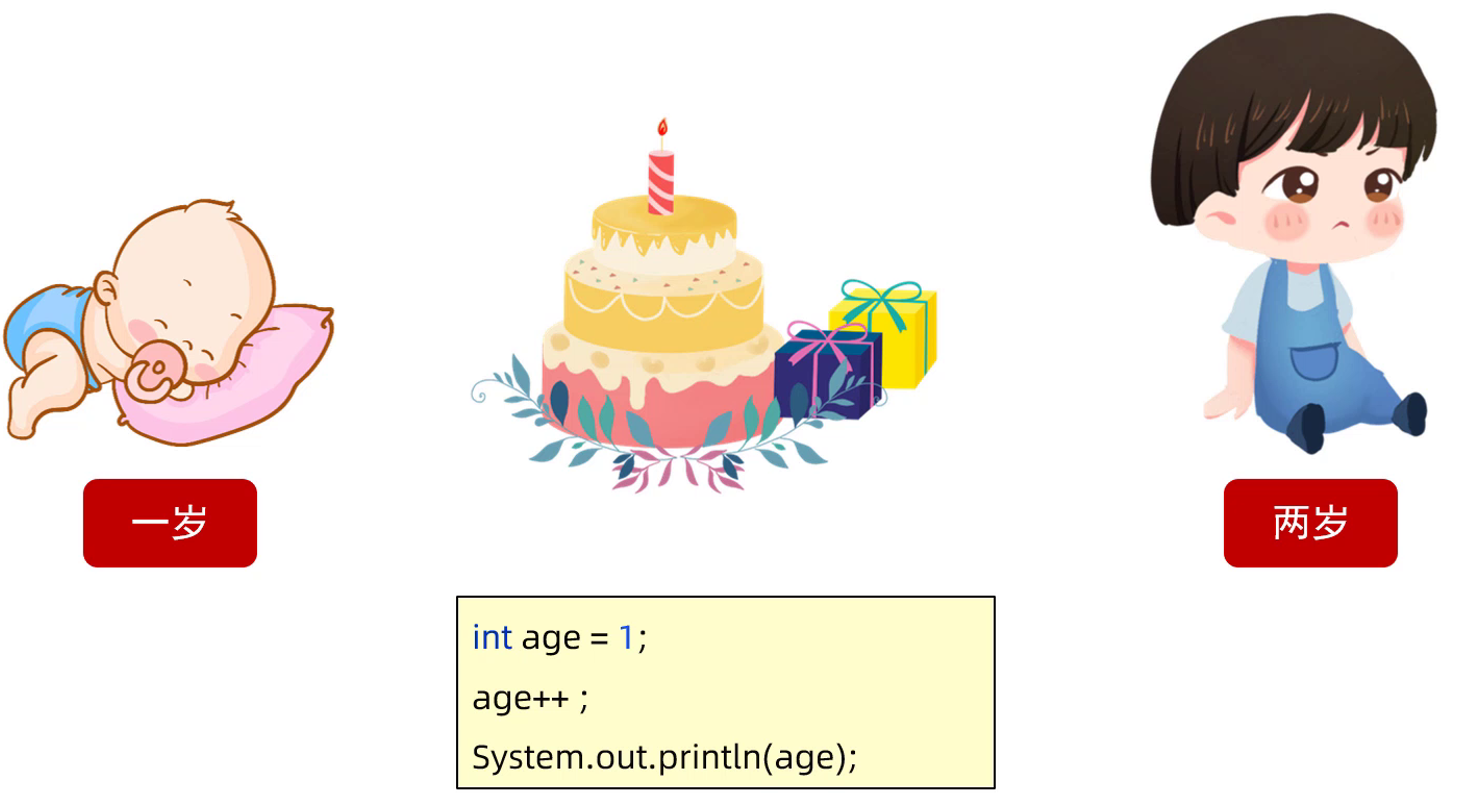 一岁
两岁
int age = 1;
age++ ;
System.out.println(age);